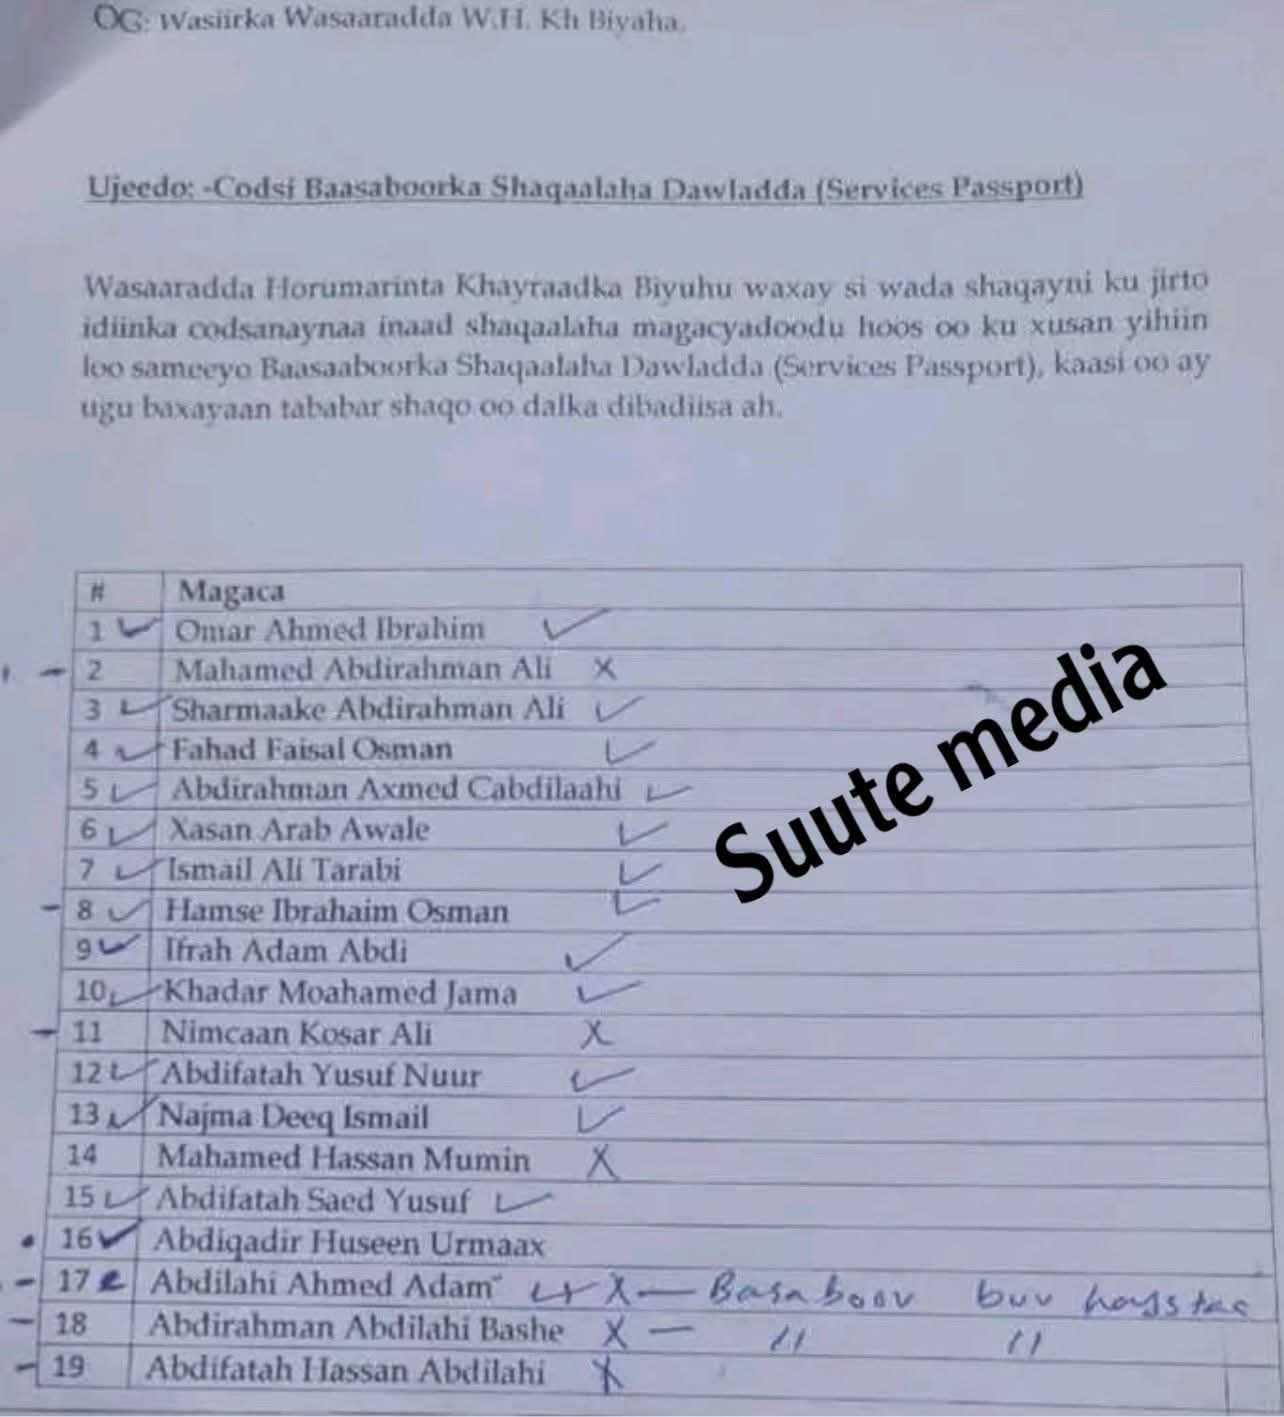 OG: Wasiirka Wasaaradda W.H. Kh Biyaha.
Ujeedo: -Codsi Baasaboorka Shaqaalaha Dawladda (Services Passport)
Wasaaradda Horumarinta Khayraadka Biyuhu waxay si wada shaqayni ku jirto
idiinka codsanaynaa inaad shaqaalaha magacyadoodu hoos oo ku xusan yihiin
loo sameeyo Baasaaboorka Shaqaalaha Dawladda (Services Passport), kaasi oo ay
ugu baxayaan tababar shaqo oo dalka dibadiisa ah.
# Magaca
1 ✓ Omar Ahmed Ibrahim ✓
- 2 Mahamed Abdirahman Ali X
3 ✓ Sharmaake Abdirahman Ali ✓
4 ✓ Fahad Faisal Osman ✓
5 ✓ Abdirahman Axmed Cabdilaahi ✓
6 ✓ Xasan Arab Awale ✓
7 ✓ Ismail Ali Tarabi ✓
- 8 ✓ Hamse Ibrahaim Osman ✓
9 ✓ Ifrah Adam Abdi ✓
10 ✓ Khadar Moahamed Jama ✓
- 11 Nimcaan Kosar Ali X
12 ✓ Abdifatah Yusuf Nuur ✓
13 ✓ Najma Deeq Ismail ✓
14 Mahamed Hassan Mumin X
15 ✓ Abdifatah Saed Yusuf ✓
• 16 ✓ Abdiqadir Huseen Urmaax
- 17 Abdilahi Ahmed Adam X — Basaboor buu haystaa
- 18 Abdirahman Abdilahi Bashe X — 11 11
- 19 Abdifatah Hassan Abdilahi X
Suute media